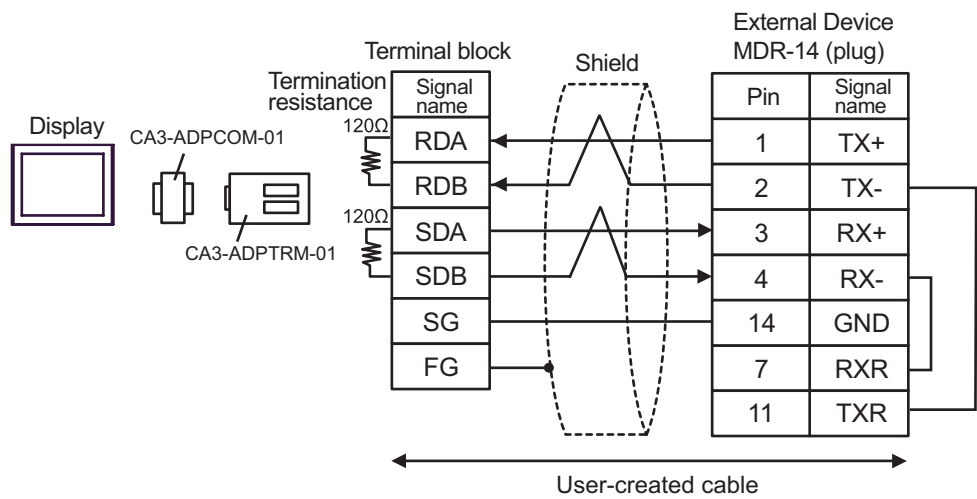 External Device
MDR-14 (plug)
Terminal block
Shield
Termination
resistance
Signal
name
Pin
Signal
name
Display
CA3-ADPCOM-01
120Ω
RDA
1
TX+
RDB
2
TX-
120Ω
SDA
3
RX+
CA3-ADPTRM-01
SDB
4
RX-
SG
14
GND
FG
7
RXR
11
TXR
User-created cable